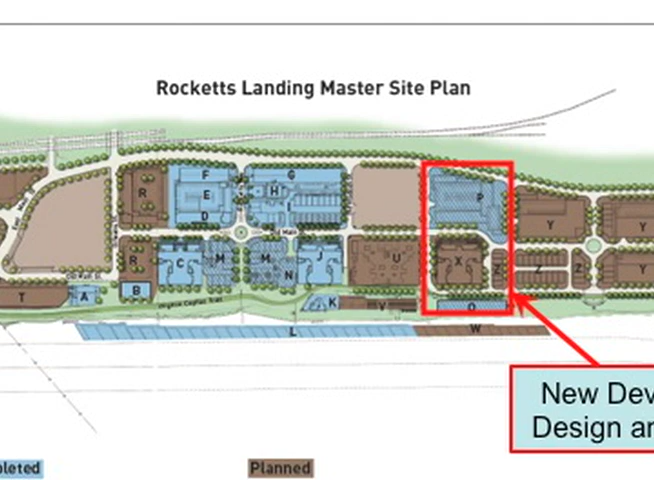 Rocketts Landing Master Site Plan
F
G
R
E
H
P
I
D
Y
Y
R
C
M
M
J
U
X
Z
Z
Z
Y
N
T
A
B
K
V
Q
L
W
New Dev
Design an
pleted
Planned